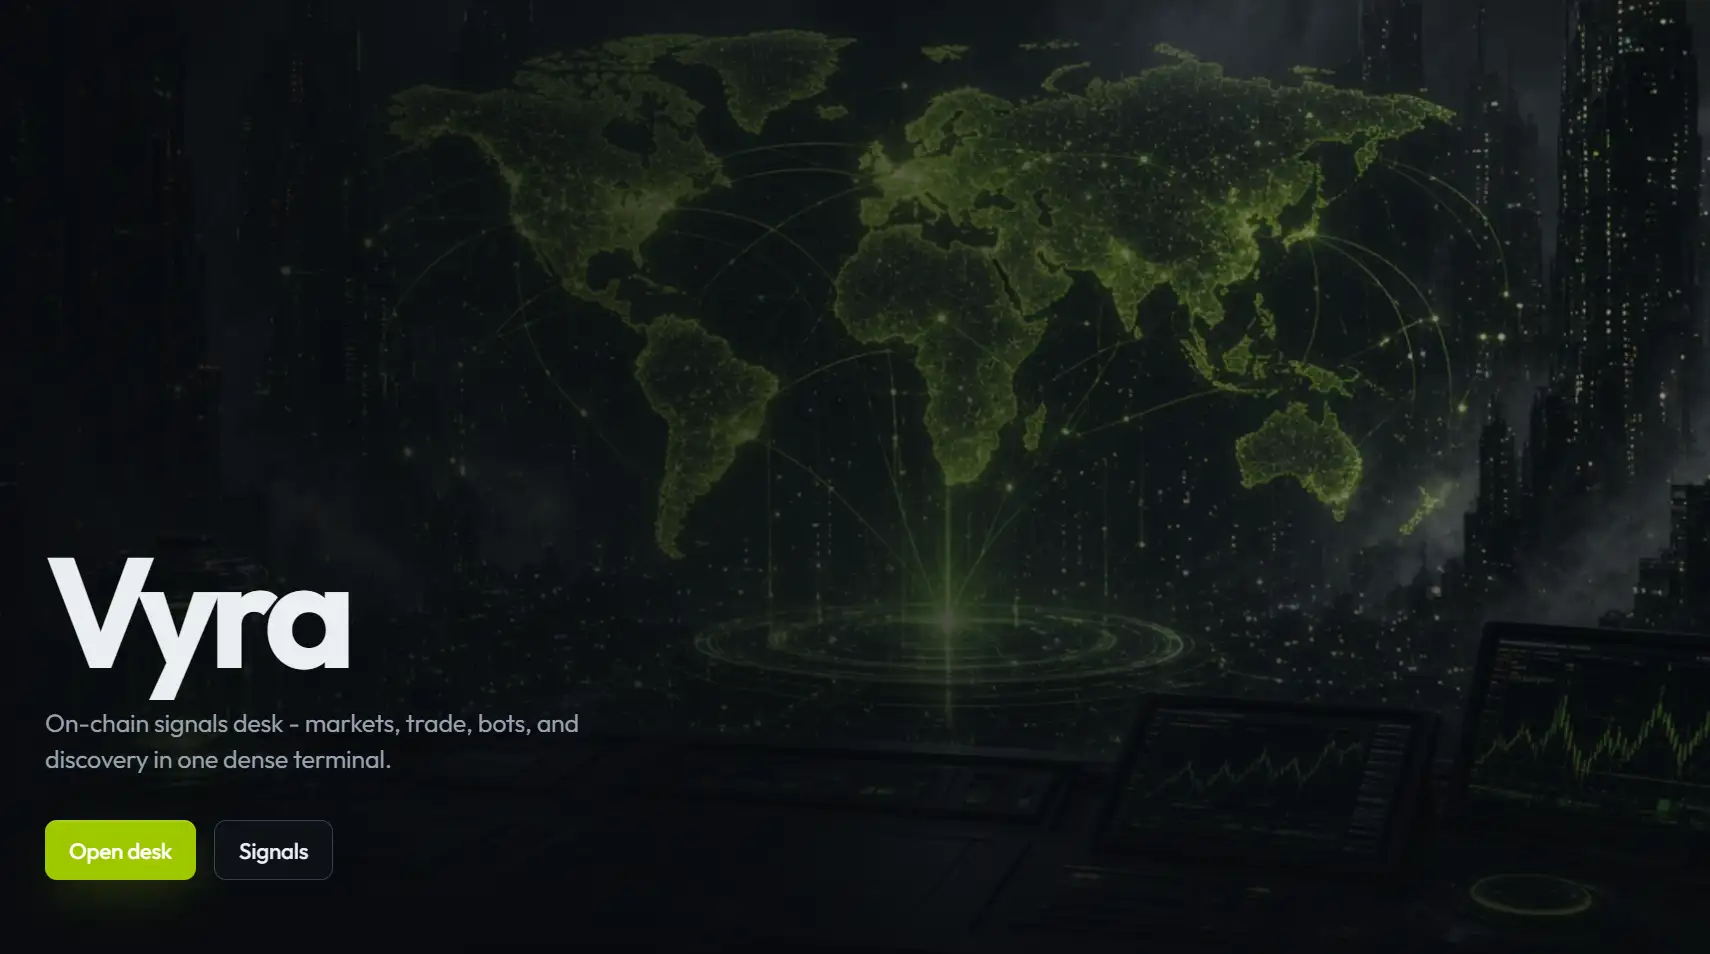 Vyra
On-chain signals desk - markets, trade, bots, and
discovery in one dense terminal.
Open desk
Signals